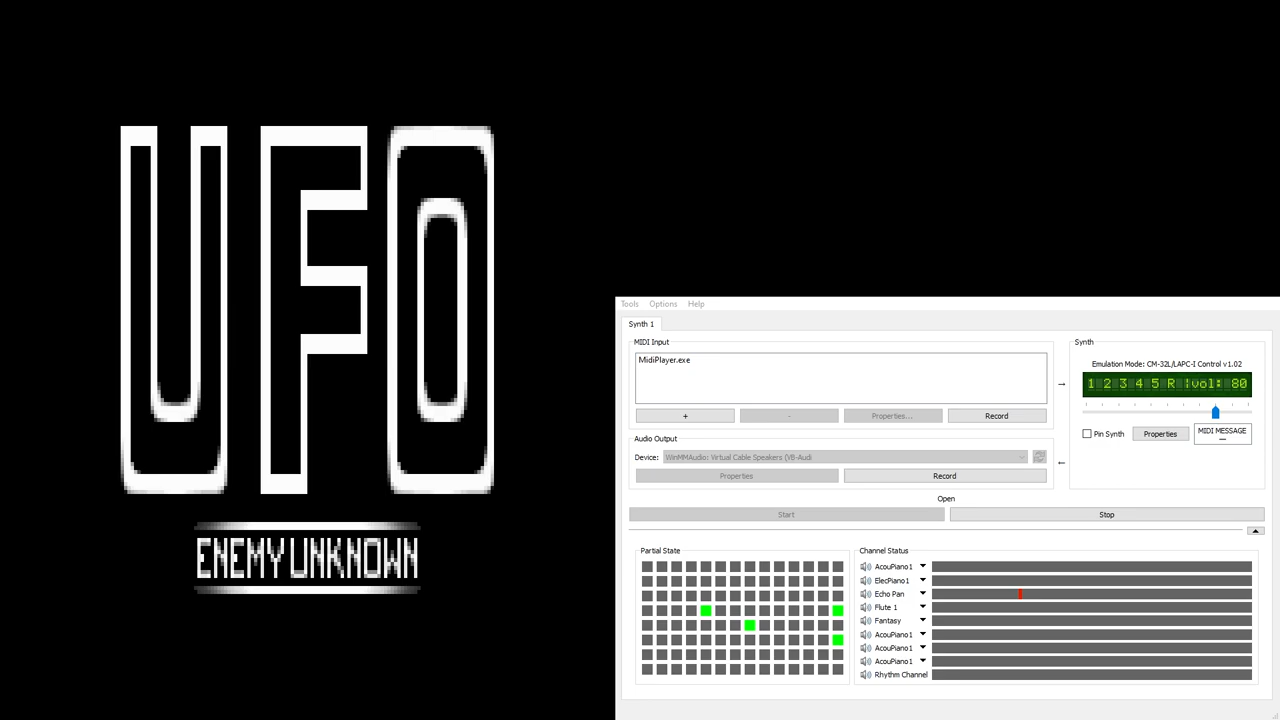 UFO
ENEMY UNKNOWN
Tools Options Help
Synth 1
MIDI Input
MidiPlayer.exe
+ - Properties... Record
Audio Output
Device: WinMMAudio: Virtual Cable Speakers (VB-Audi
Properties Record
→
←
Synth
Emulation Mode: CM-32L/LAPC-I Control v1.02
1 2 3 4 5 R |vol: 80
Pin Synth Properties MIDI MESSAGE
Open
Start Stop
Partial State
Channel Status
AcouPiano1
ElecPiano1
Echo Pan
Flute 1
Fantasy
AcouPiano1
AcouPiano1
AcouPiano1
Rhythm Channel